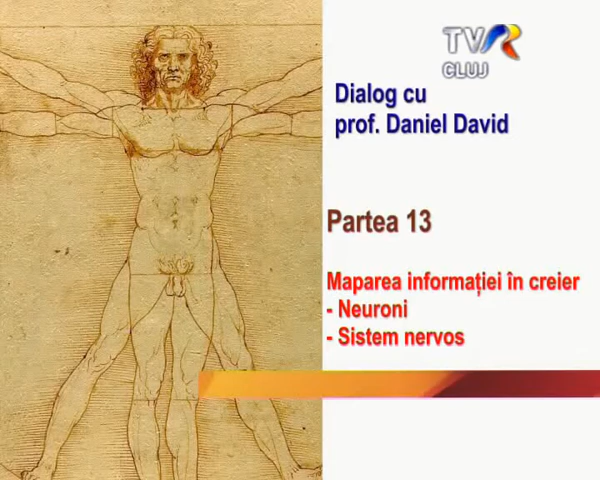 TVR
CLUJ
Dialog cu
prof. Daniel David
Partea 13
Maparea informației în creier
- Neuroni
- Sistem nervos